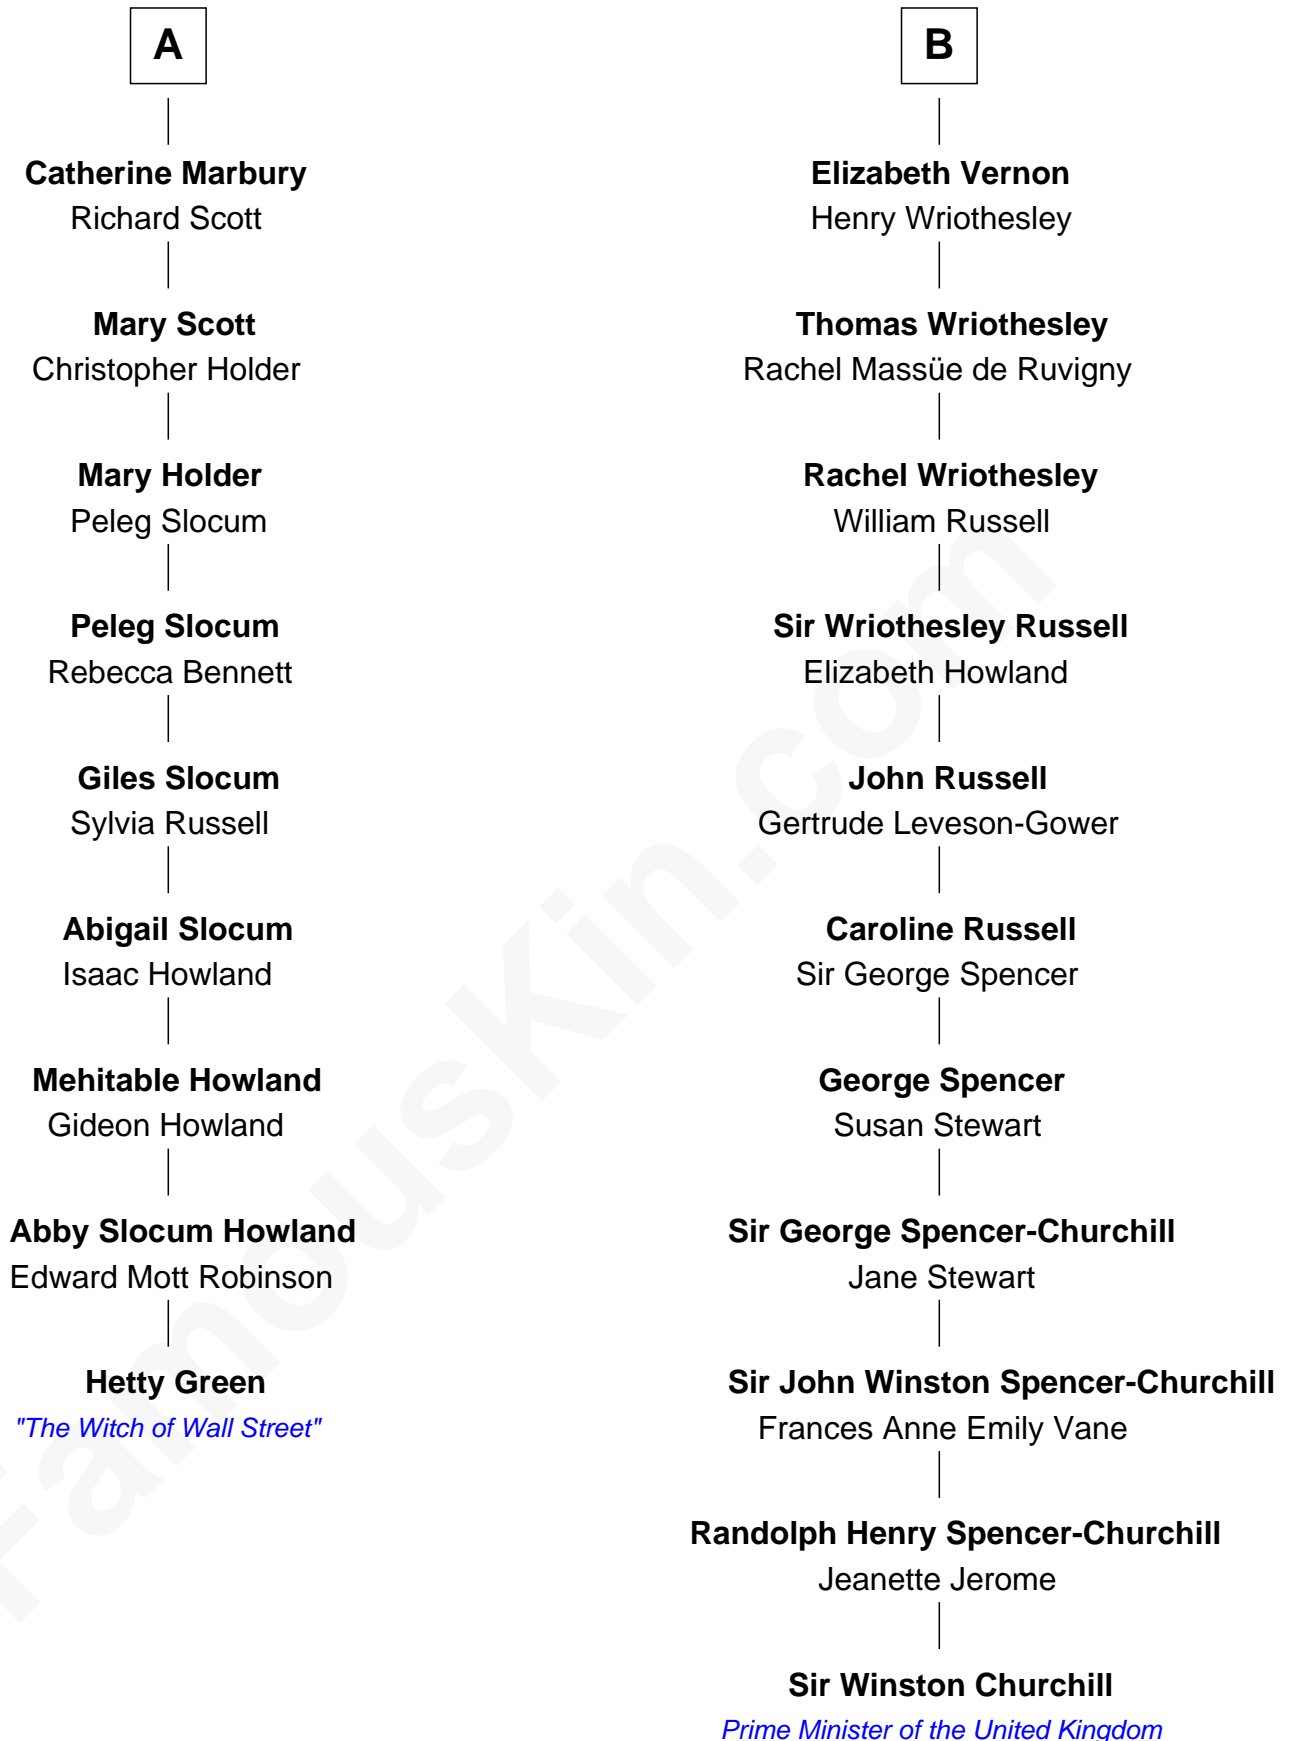 A
Catherine Marbury
Richard Scott
Mary Scott
Christopher Holder
Mary Holder
Peleg Slocum
Peleg Slocum
Rebecca Bennett
Giles Slocum
Sylvia Russell
Abigail Slocum
Isaac Howland
Mehitable Howland
Gideon Howland
Abby Slocum Howland
Edward Mott Robinson
Hetty Green
"The Witch of Wall Street"
B
Elizabeth Vernon
Henry Wriothesley
Thomas Wriothesley
Rachel Massüe de Ruvigny
Rachel Wriothesley
William Russell
Sir Wriothesley Russell
Elizabeth Howland
John Russell
Gertrude Leveson-Gower
Caroline Russell
Sir George Spencer
George Spencer
Susan Stewart
Sir George Spencer-Churchill
Jane Stewart
Sir John Winston Spencer-Churchill
Frances Anne Emily Vane
Randolph Henry Spencer-Churchill
Jeanette Jerome
Sir Winston Churchill
Prime Minister of the United Kingdom
FamousKin.com